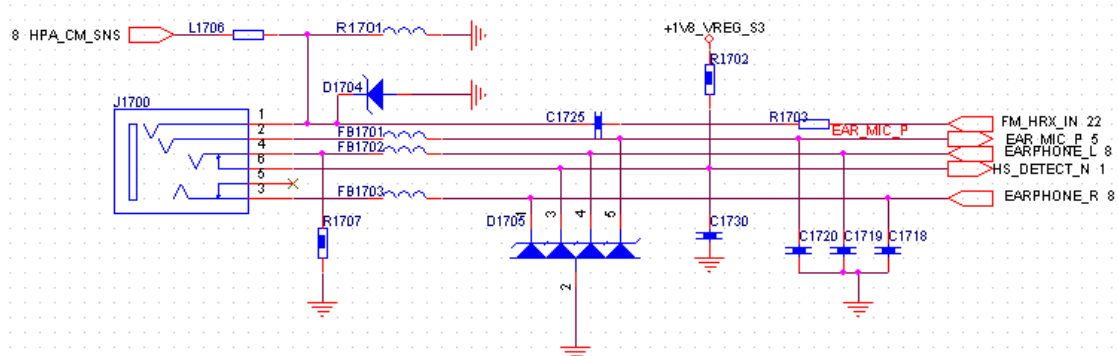 8 HPA_CM_SNS L1706 R1701
+1V8_VREG_S3
R1702
D1704
J1700
1
C1725 R1703 FM_HRX_IN 22
2
FB1701 EAR_MIC_P EAR_MIC_P 5
4
FB1702 EARPHONE_L 8
6
HS_DETECT_N 1
5
3
FB1703 EARPHONE_R 8
R1707 D1705 1 3 4 5 C1730 C1720 C1719 C1718
2